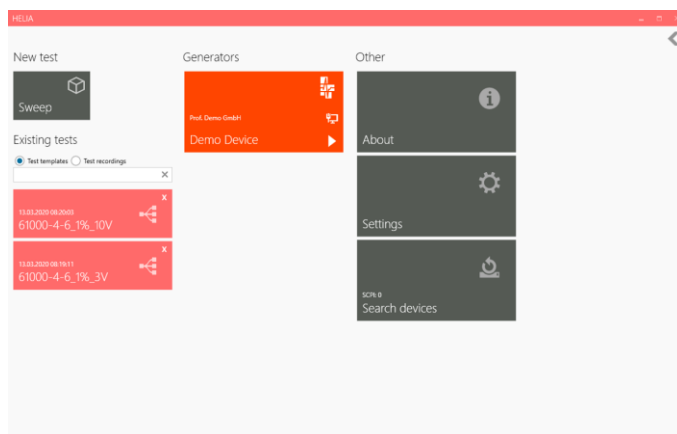 HELIA
New test
Sweep
Existing tests
Test templates Test recordings
X
13.03.2020 08:20:03
61000-4-6_1%_10V
X
13.03.2020 08:19:11
61000-4-6_1%_3V
Generators
Prof. Demo GmbH
Demo Device
Other
About
Settings
SCPI: 0
Search devices